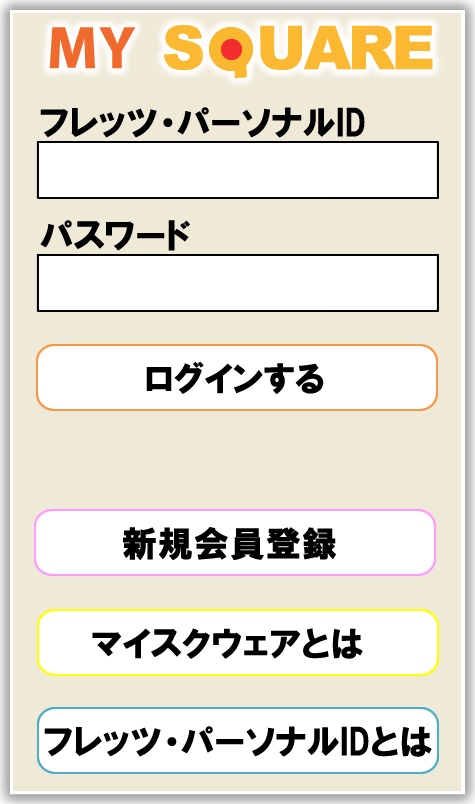 MY SQUARE
フレッツ・パーソナルID
パスワード
ログインする
新規会員登録
マイスクウェアとは
フレッツ・パーソナルIDとは